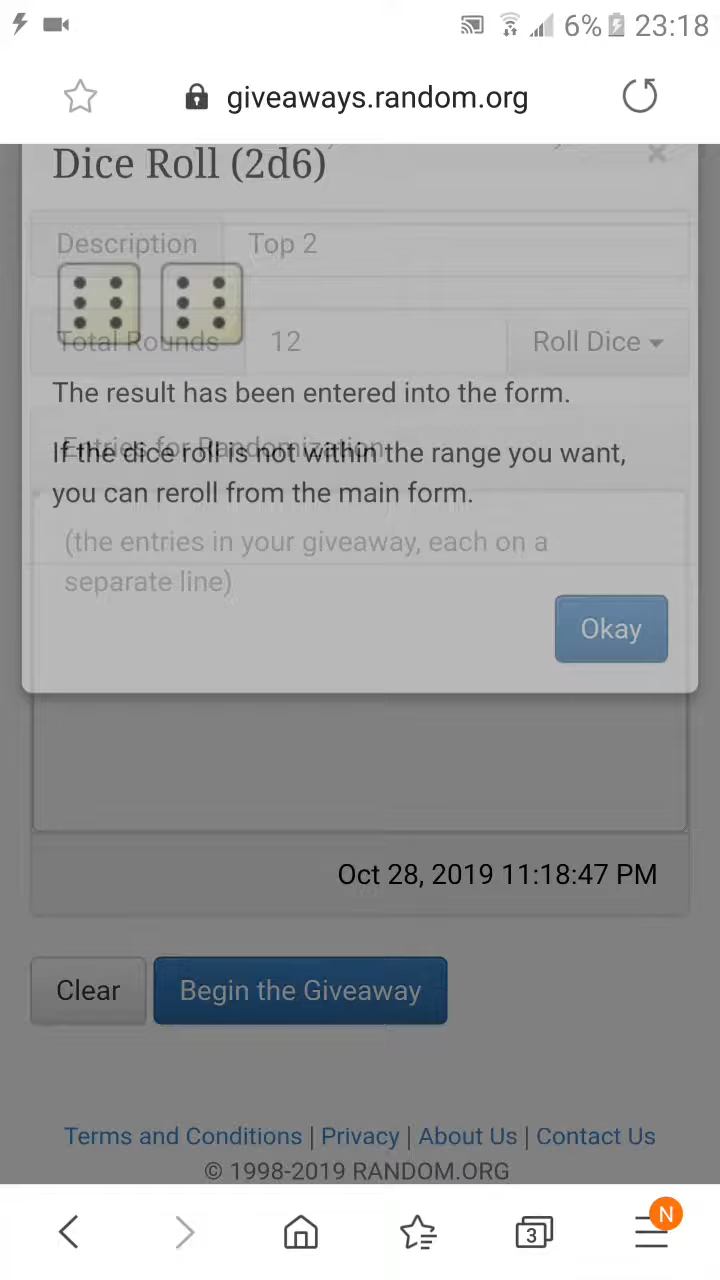 6% 23:18
giveaways.random.org
Dice Roll (2d6)
Description Top 2
Total Rounds 12 Roll Dice
The result has been entered into the form.
Entries for Randomization
If the dice roll is not within the range you want,
you can reroll from the main form.
(the entries in your giveaway, each on a
separate line)
Okay
Oct 28, 2019 11:18:47 PM
Clear Begin the Giveaway
Terms and Conditions | Privacy | About Us | Contact Us
© 1998-2019 RANDOM.ORG
3 N